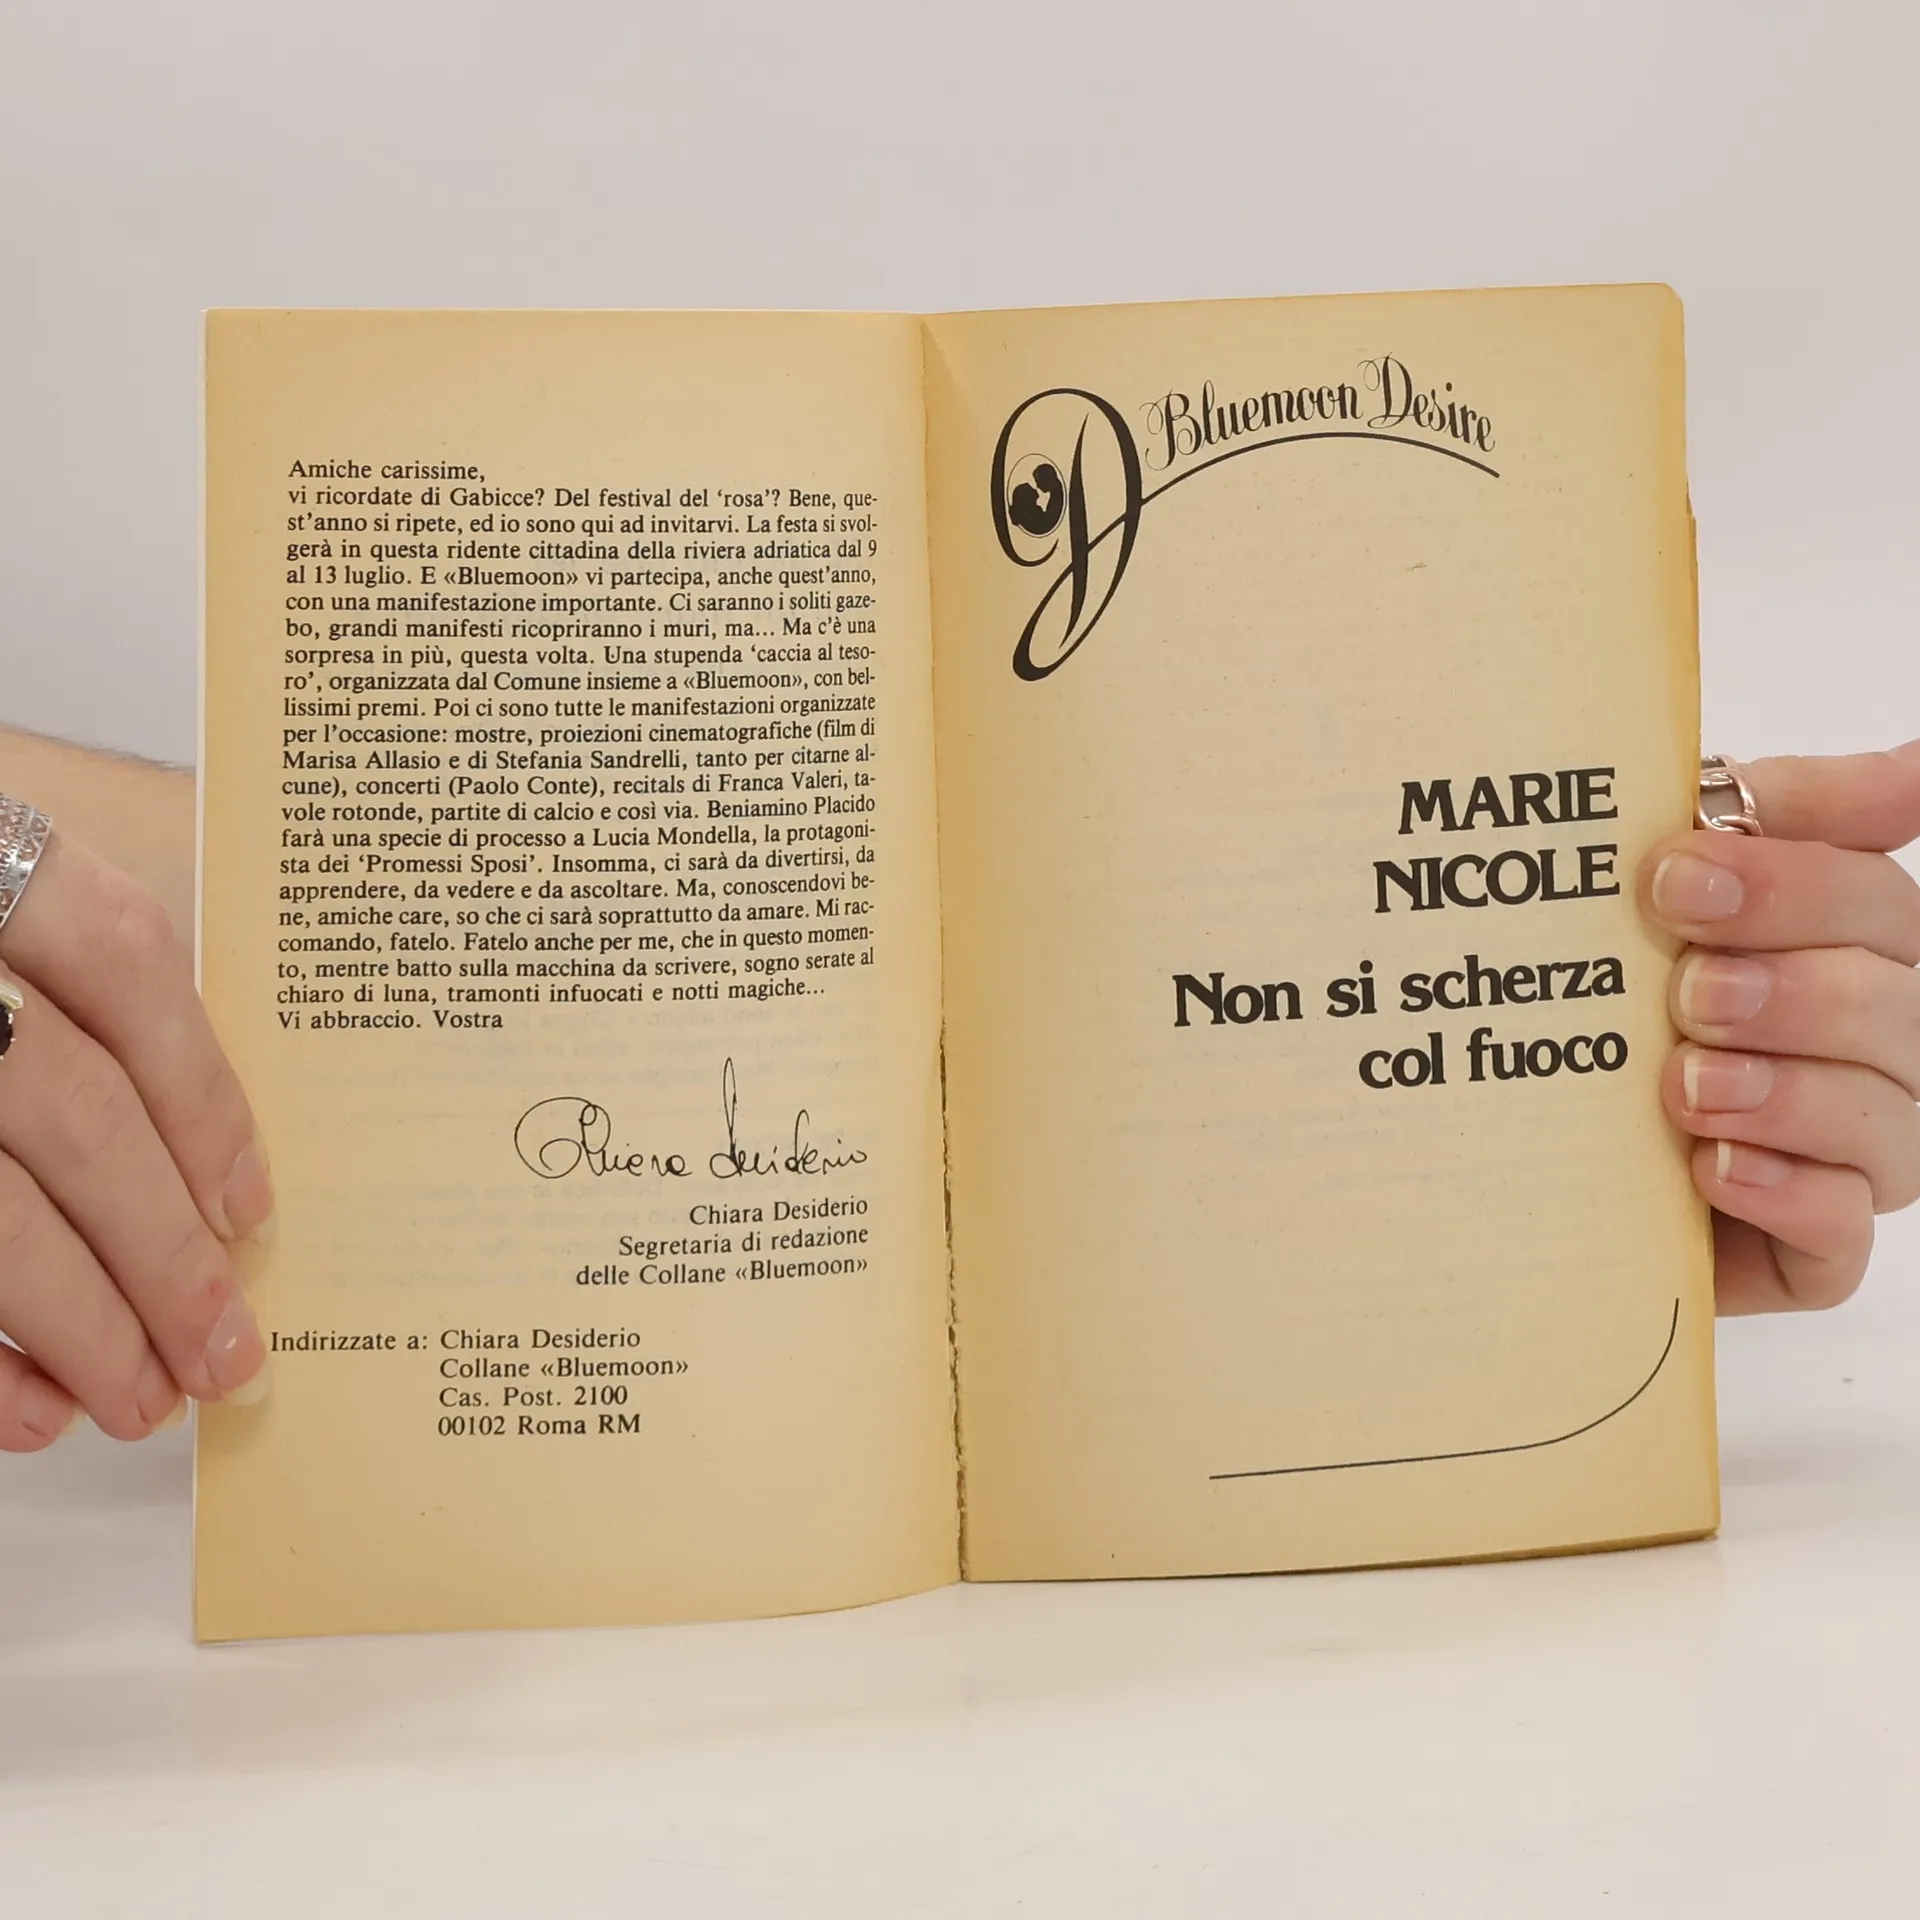 Amiche carissime,
vi ricordate di Gabicce? Del festival del ‘rosa’? Bene, que-
st’anno si ripete, ed io sono qui ad invitarvi. La festa si svol-
gerà in questa ridente cittadina della riviera adriatica dal 9
al 13 luglio. E «Bluemoon» vi partecipa, anche quest’anno,
con una manifestazione importante. Ci saranno i soliti gaze-
bo, grandi manifesti ricopriranno i muri, ma... Ma c’è una
sorpresa in più, questa volta. Una stupenda ‘caccia al teso-
ro’, organizzata dal Comune insieme a «Bluemoon», con bel-
lissimi premi. Poi ci sono tutte le manifestazioni organizzate
per l’occasione: mostre, proiezioni cinematografiche (film di
Marisa Allasio e di Stefania Sandrelli, tanto per citarne al-
cune), concerti (Paolo Conte), recitals di Franca Valeri, ta-
vole rotonde, partite di calcio e così via. Beniamino Placido
farà una specie di processo a Lucia Mondella, la protagoni-
sta dei ‘Promessi Sposi’. Insomma, ci sarà da divertirsi, da
apprendere, da vedere e da ascoltare. Ma, conoscendovi be-
ne, amiche care, so che ci sarà soprattutto da amare. Mi rac-
comando, fatelo. Fatelo anche per me, che in questo momen-
to, mentre batto sulla macchina da scrivere, sogno serate al
chiaro di luna, tramonti infuocati e notti magiche...
Vi abbraccio. Vostra
Chiara Desiderio
Chiara Desiderio
Segretaria di redazione
delle Collane «Bluemoon»
Indirizzate a: Chiara Desiderio
Collane «Bluemoon»
Cas. Post. 2100
00102 Roma RM
D Bluemoon Desire
MARIE
NICOLE
Non si scherza
col fuoco